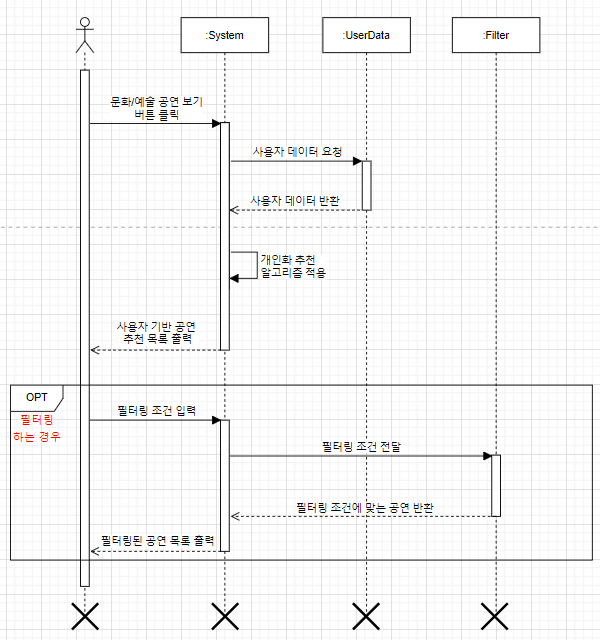 :System
:UserData
:Filter
문화/예술 공연 보기
버튼 클릭
사용자 데이터 요청
사용자 데이터 반환
개인화 추천
알고리즘 적용
사용자 기반 공연
추천 목록 출력
OPT
필터링
하는 경우
필터링 조건 입력
필터링 조건 전달
필터링 조건에 맞는 공연 반환
필터링된 공연 목록 출력